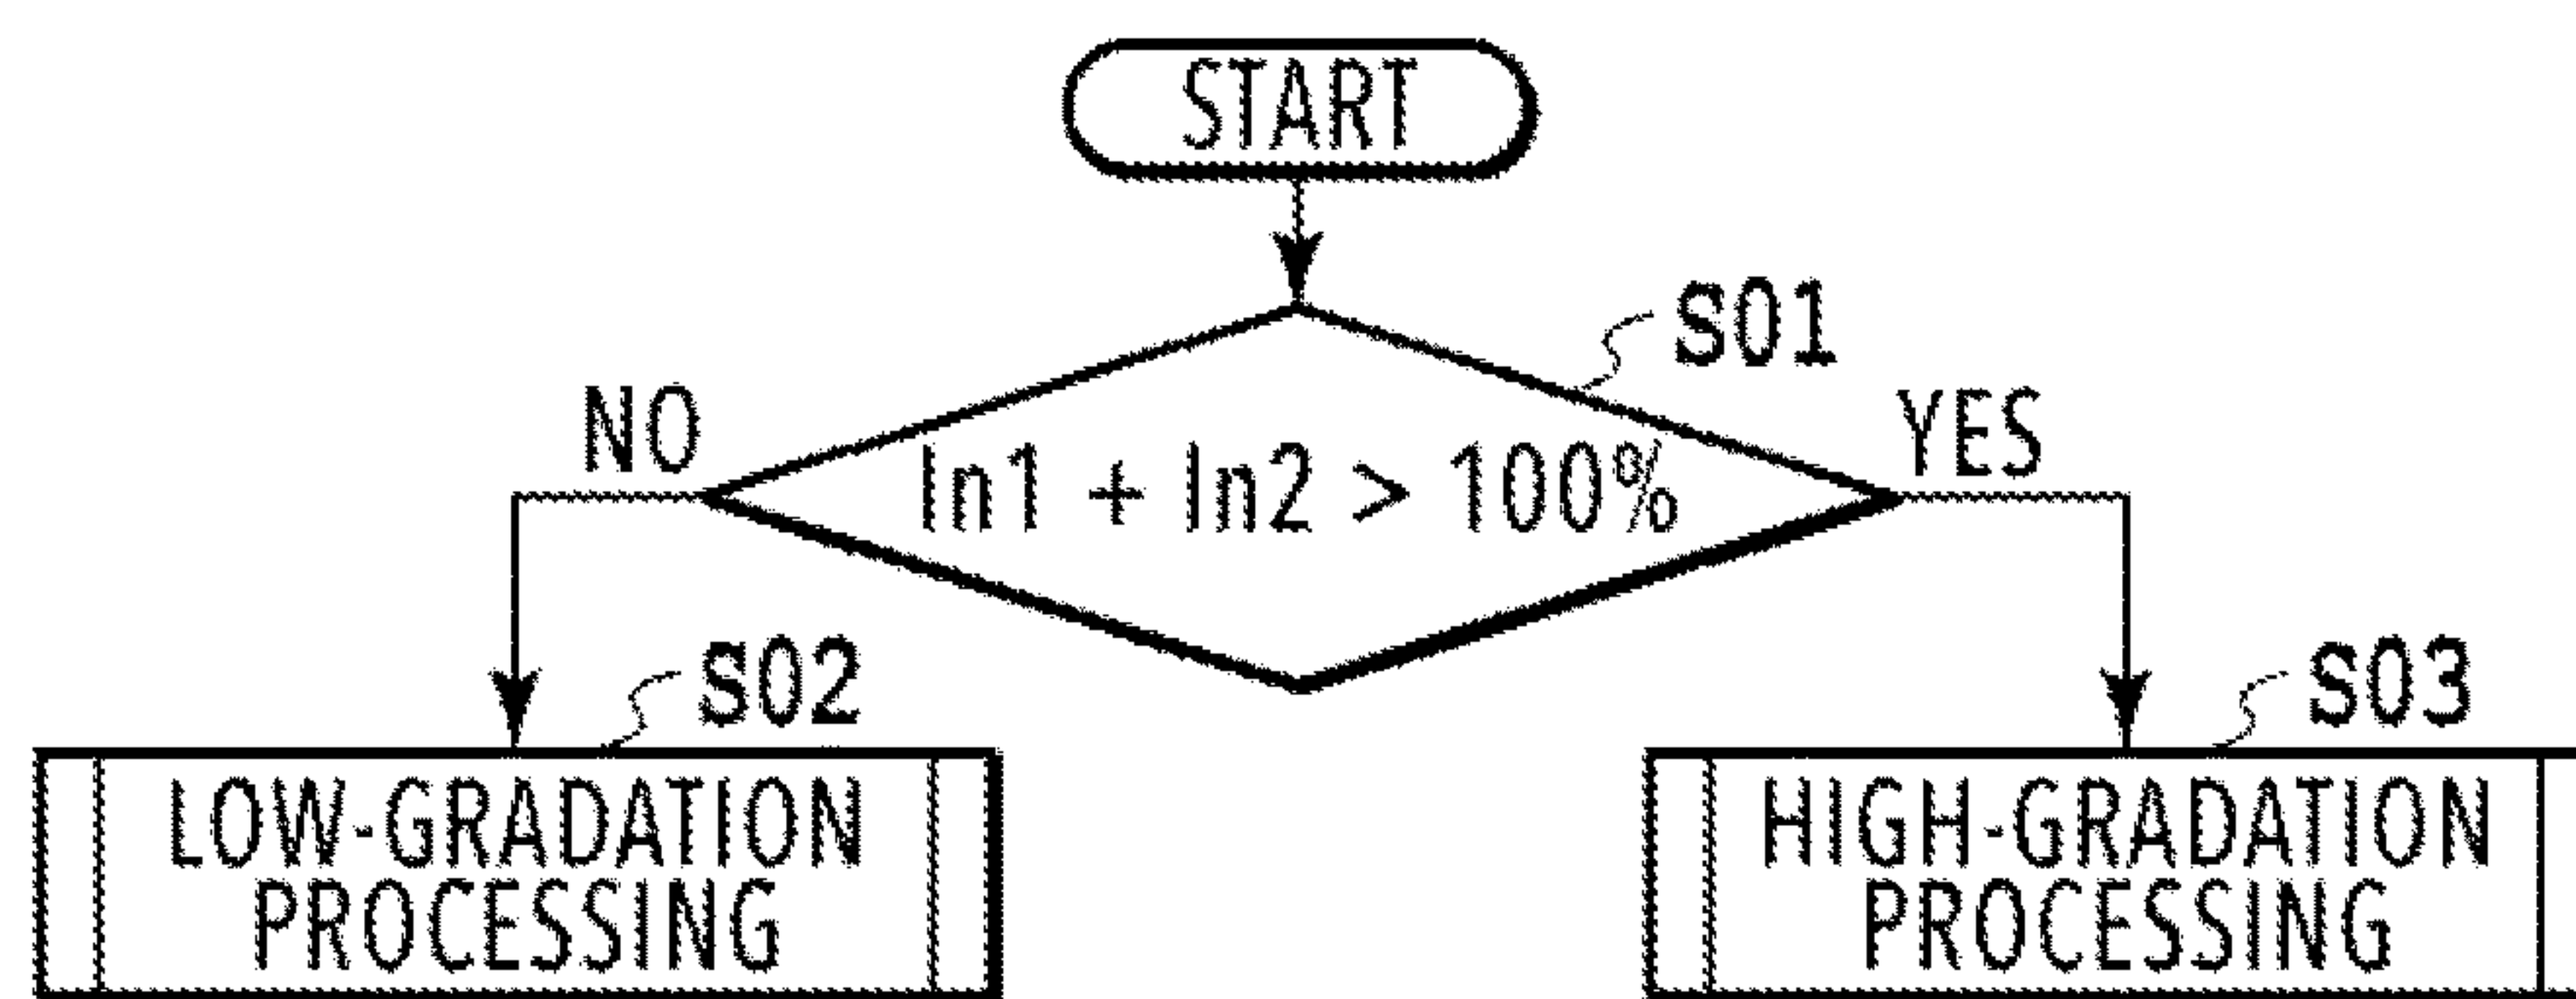 START
S01
NO
YES
In1 + In2 > 100%
S02
S03
LOW-GRADATION
PROCESSING
HIGH-GRADATION
PROCESSING